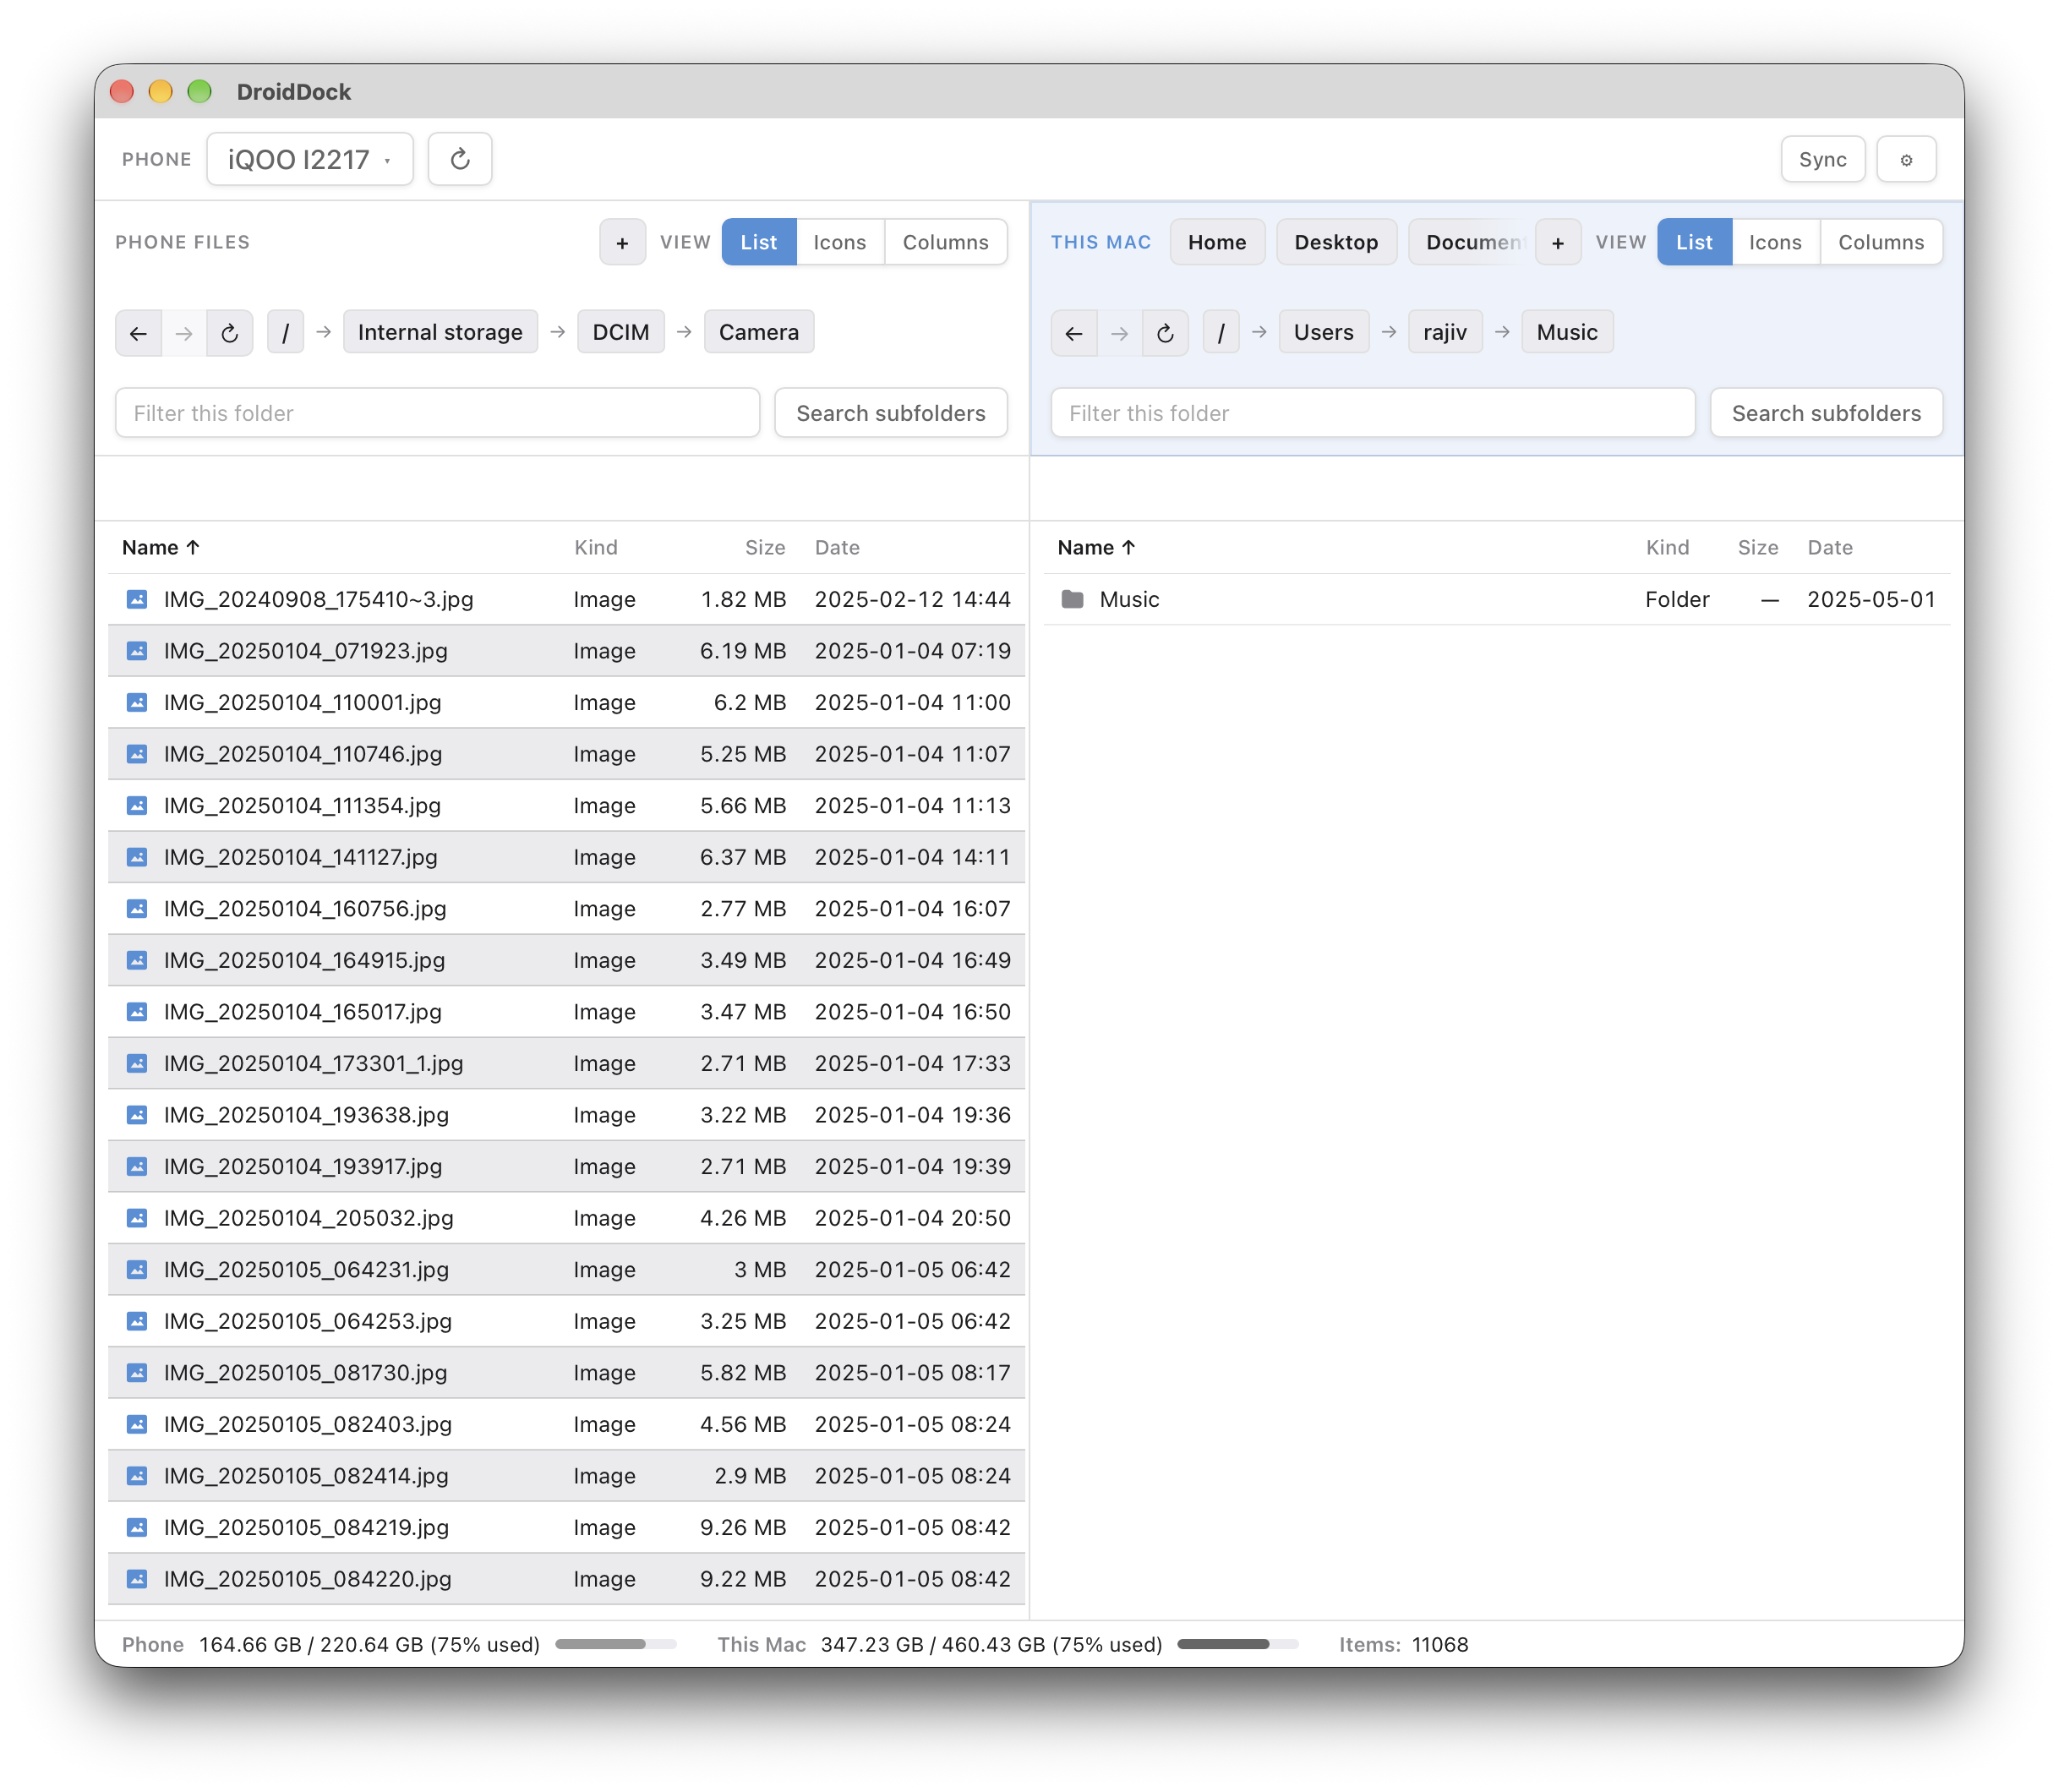 DroidDock
PHONE iQOO I2217 Sync
PHONE FILES + VIEW List Icons Columns
/ → Internal storage → DCIM → Camera
Filter this folder Search subfolders
Name ↑ Kind Size Date
IMG_20240908_175410~3.jpg Image 1.82 MB 2025-02-12 14:44
IMG_20250104_071923.jpg Image 6.19 MB 2025-01-04 07:19
IMG_20250104_110001.jpg Image 6.2 MB 2025-01-04 11:00
IMG_20250104_110746.jpg Image 5.25 MB 2025-01-04 11:07
IMG_20250104_111354.jpg Image 5.66 MB 2025-01-04 11:13
IMG_20250104_141127.jpg Image 6.37 MB 2025-01-04 14:11
IMG_20250104_160756.jpg Image 2.77 MB 2025-01-04 16:07
IMG_20250104_164915.jpg Image 3.49 MB 2025-01-04 16:49
IMG_20250104_165017.jpg Image 3.47 MB 2025-01-04 16:50
IMG_20250104_173301_1.jpg Image 2.71 MB 2025-01-04 17:33
IMG_20250104_193638.jpg Image 3.22 MB 2025-01-04 19:36
IMG_20250104_193917.jpg Image 2.71 MB 2025-01-04 19:39
IMG_20250104_205032.jpg Image 4.26 MB 2025-01-04 20:50
IMG_20250105_064231.jpg Image 3 MB 2025-01-05 06:42
IMG_20250105_064253.jpg Image 3.25 MB 2025-01-05 06:42
IMG_20250105_081730.jpg Image 5.82 MB 2025-01-05 08:17
IMG_20250105_082403.jpg Image 4.56 MB 2025-01-05 08:24
IMG_20250105_082414.jpg Image 2.9 MB 2025-01-05 08:24
IMG_20250105_084219.jpg Image 9.26 MB 2025-01-05 08:42
IMG_20250105_084220.jpg Image 9.22 MB 2025-01-05 08:42
THIS MAC Home Desktop Documen + VIEW List Icons Columns
/ → Users → rajiv → Music
Filter this folder Search subfolders
Name ↑ Kind Size Date
Music Folder — 2025-05-01
Phone 164.66 GB / 220.64 GB (75% used) This Mac 347.23 GB / 460.43 GB (75% used) Items: 11068